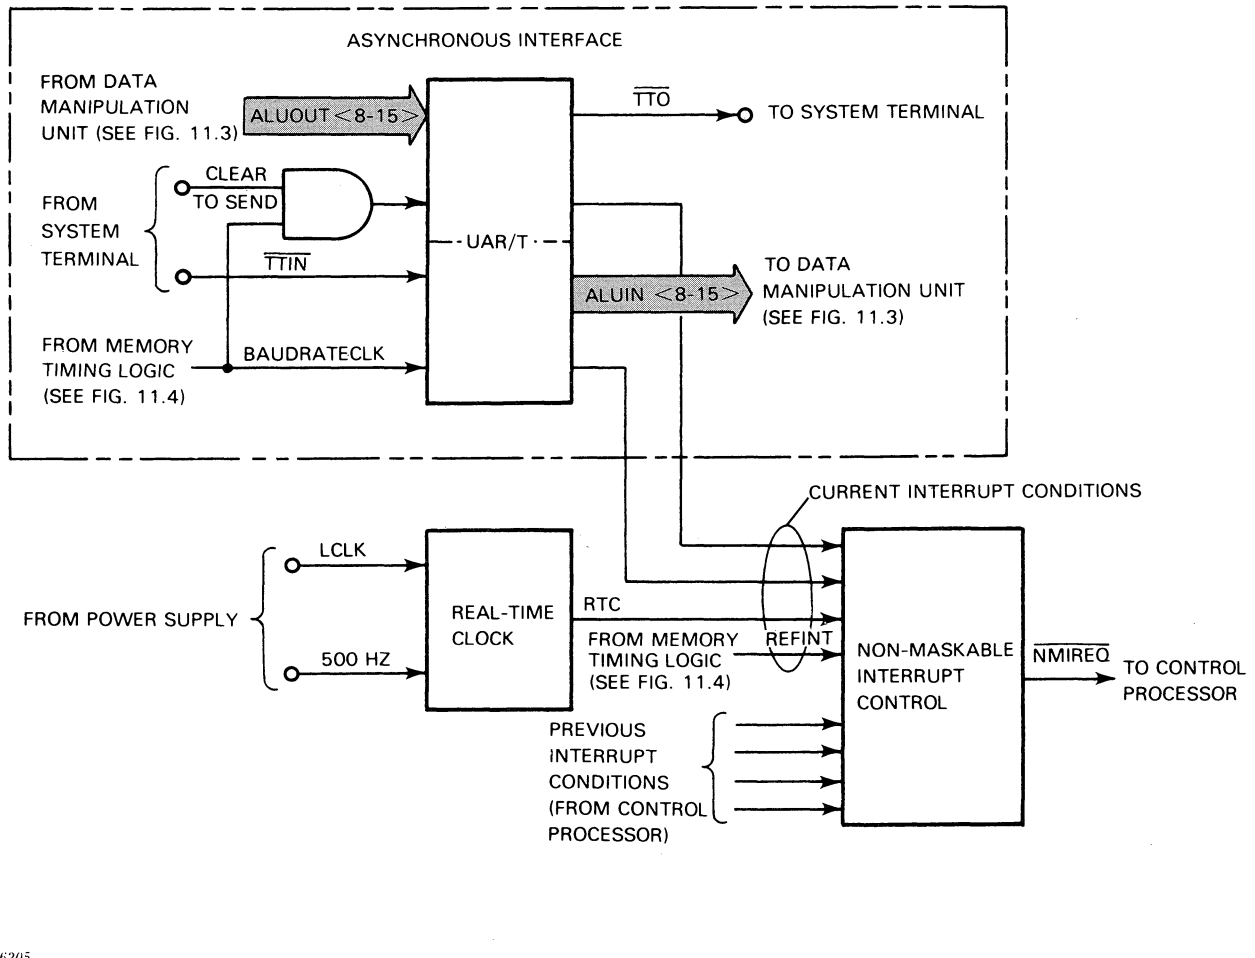 ASYNCHRONOUS INTERFACE
FROM DATA
MANIPULATION
UNIT (SEE FIG. 11.3)
ALUOUT <8-15>
TTO
TO SYSTEM TERMINAL
FROM
SYSTEM
TERMINAL
CLEAR
TO SEND
TTIN
UAR/T
ALUIN <8-15>
TO DATA
MANIPULATION UNIT
(SEE FIG. 11.3)
FROM MEMORY
TIMING LOGIC
(SEE FIG. 11.4)
BAUDRATECLK
CURRENT INTERRUPT CONDITIONS
FROM POWER SUPPLY
LCLK
500 HZ
REAL-TIME
CLOCK
RTC
FROM MEMORY
TIMING LOGIC
(SEE FIG. 11.4)
REFINT
PREVIOUS
INTERRUPT
CONDITIONS
(FROM CONTROL
PROCESSOR)
NON-MASKABLE
INTERRUPT
CONTROL
NMIREQ
TO CONTROL
PROCESSOR